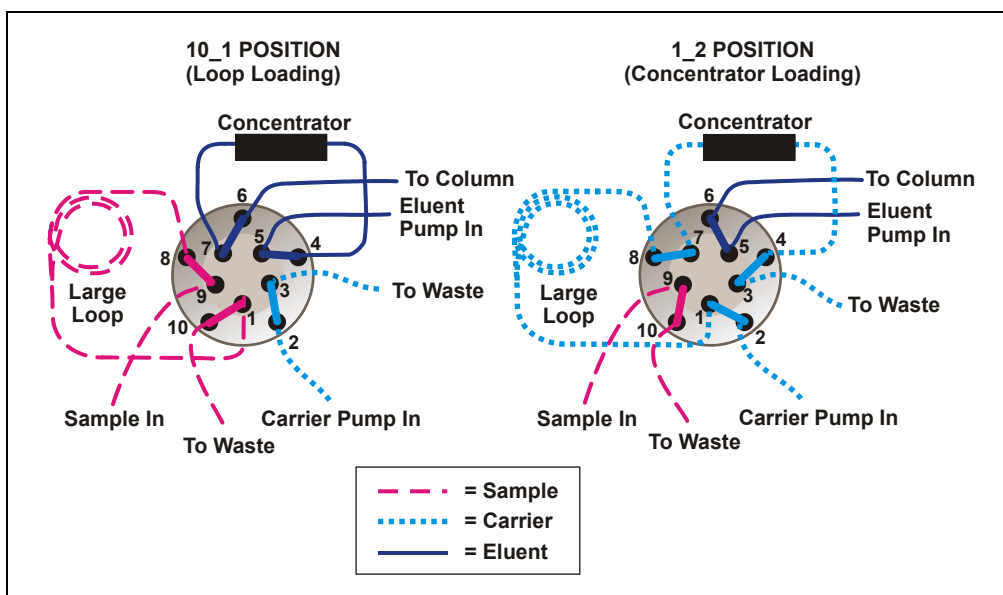 10_1 POSITION
(Loop Loading)
Concentrator
To Column
Eluent
Pump In
6
7
5
4
8
9
3
10
1
2
Large
Loop
To Waste
Sample In
To Waste
Carrier Pump In
1_2 POSITION
(Concentrator Loading)
Concentrator
To Column
Eluent
Pump In
6
7
5
4
8
9
3
10
1
2
Large
Loop
To Waste
Sample In
To Waste
Carrier Pump In
= Sample
= Carrier
= Eluent